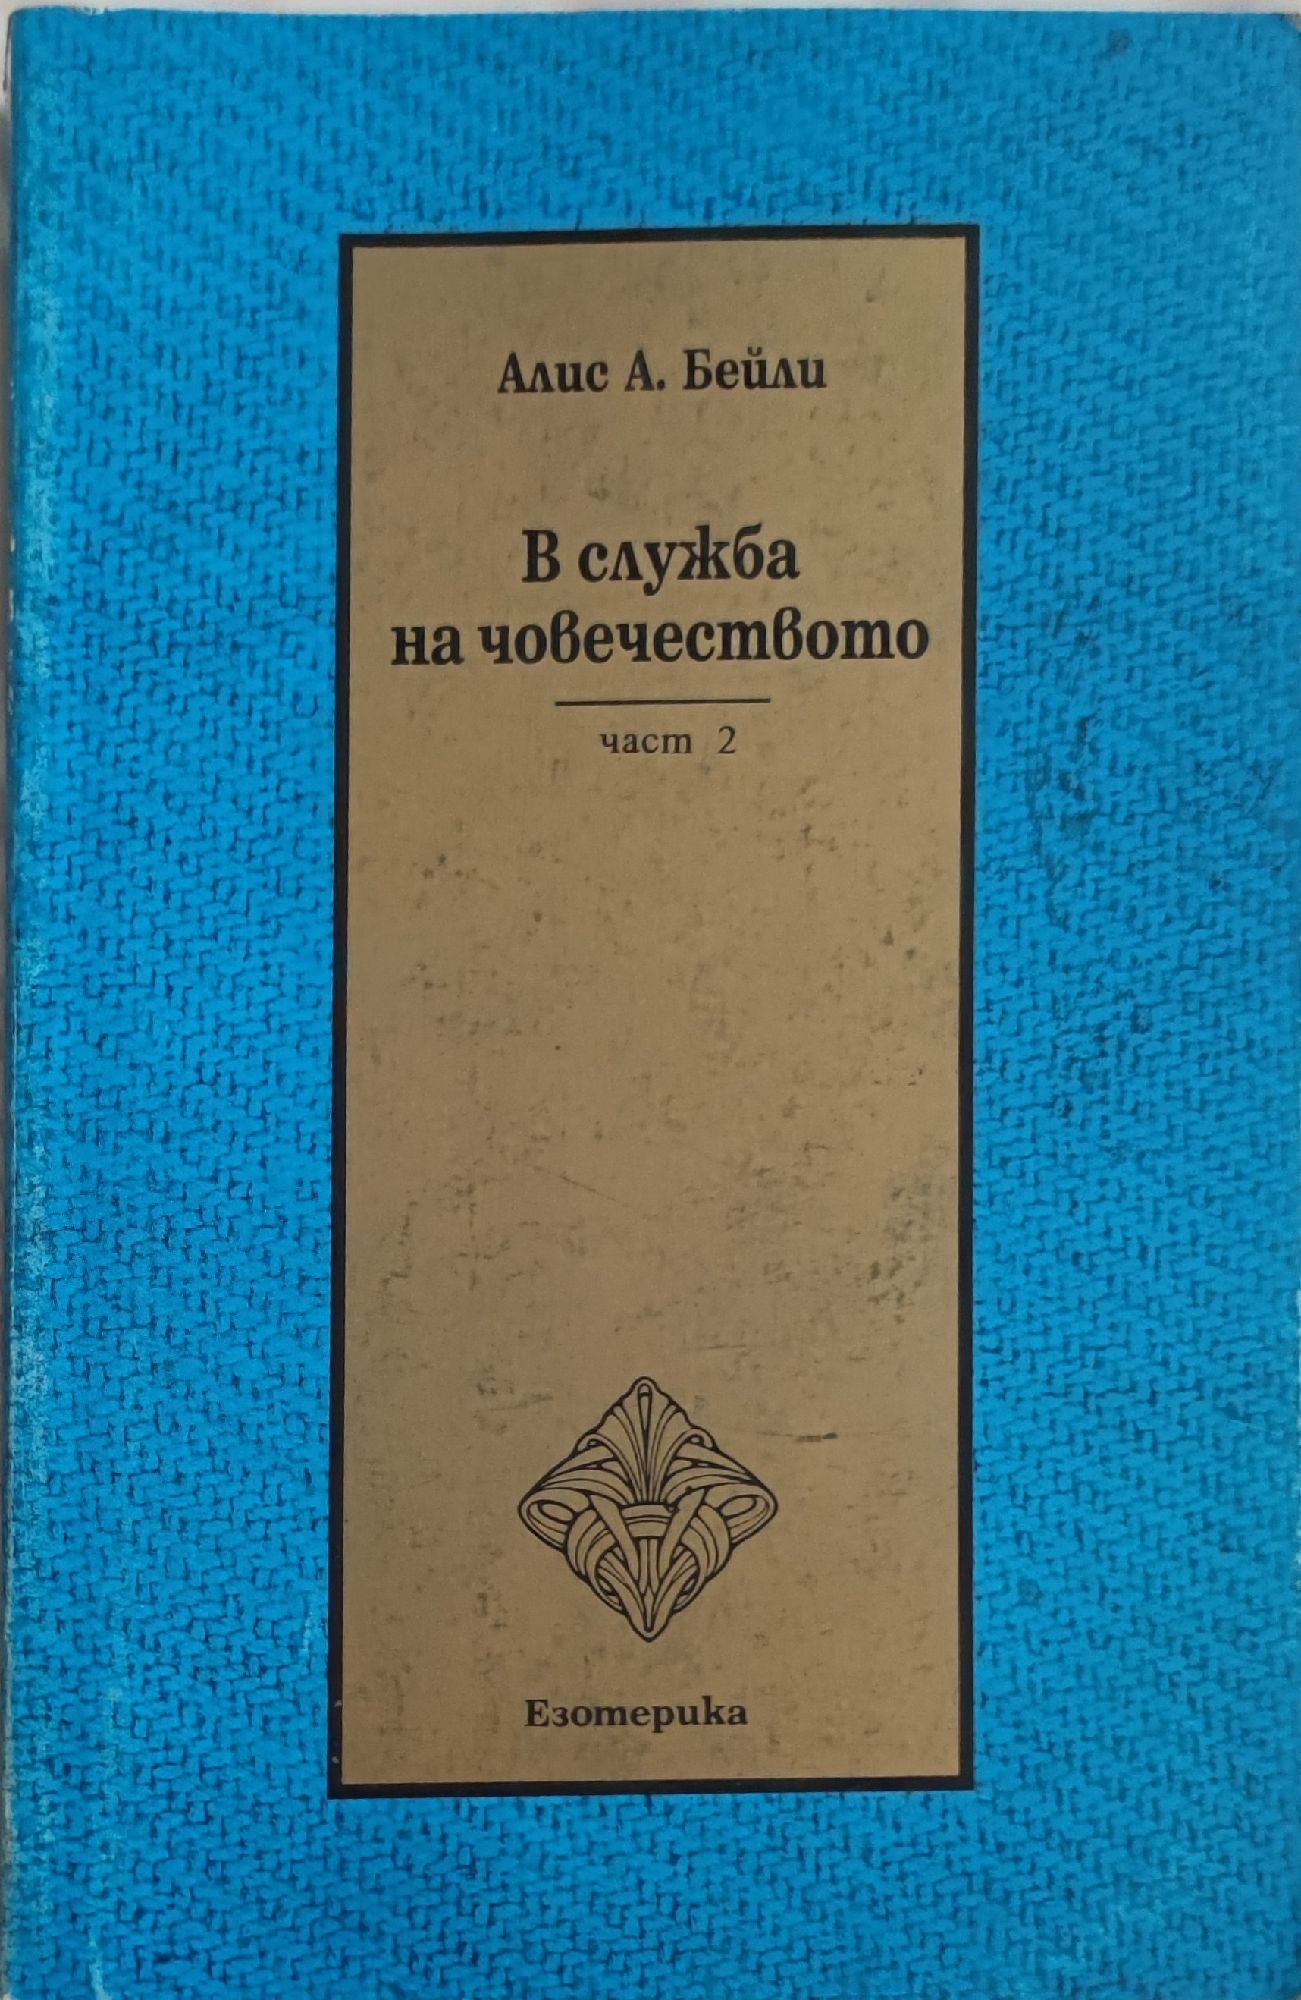 Алис А. Бейли
В служба
на човечеството
част 2
Езотерика